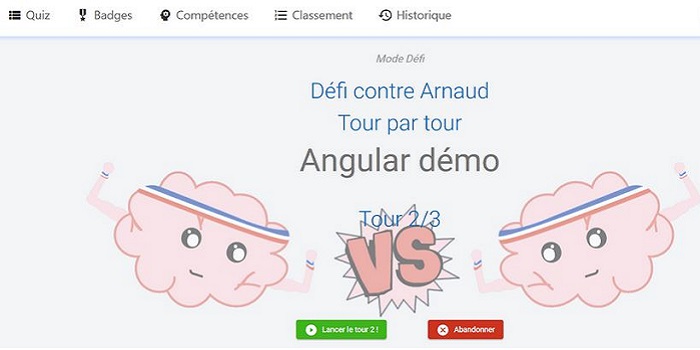 Quiz Badges Compétences Classement Historique
Mode Défi
Défi contre Arnaud
Tour par tour
Angular démo
Tour 2/3
VS
Lancer le tour 2 ! Abandonner